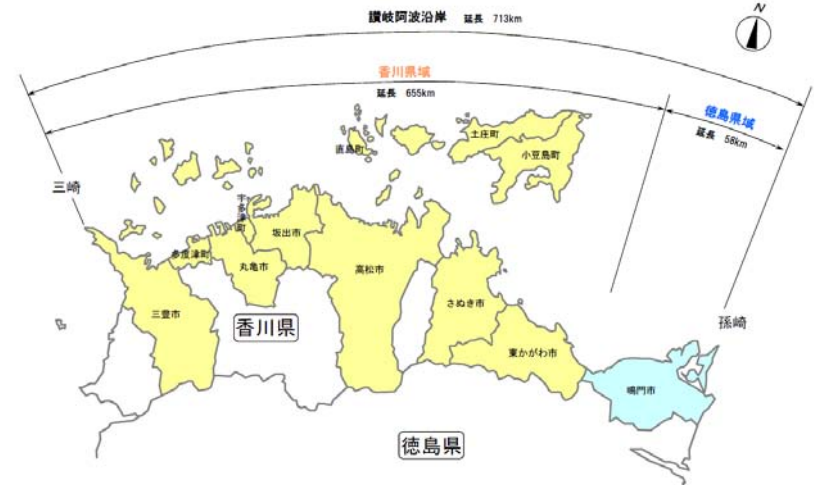 讃岐阿波沿岸 延長 713km
N
香川県域
延長 655km
徳島県域
延長 58km
土庄町
直島町
小豆島町
三崎
宇多津町
坂出市
多度津町
丸亀市
高松市
さぬき市
三豊市
香川県
孫崎
東かがわ市
鳴門市
徳島県